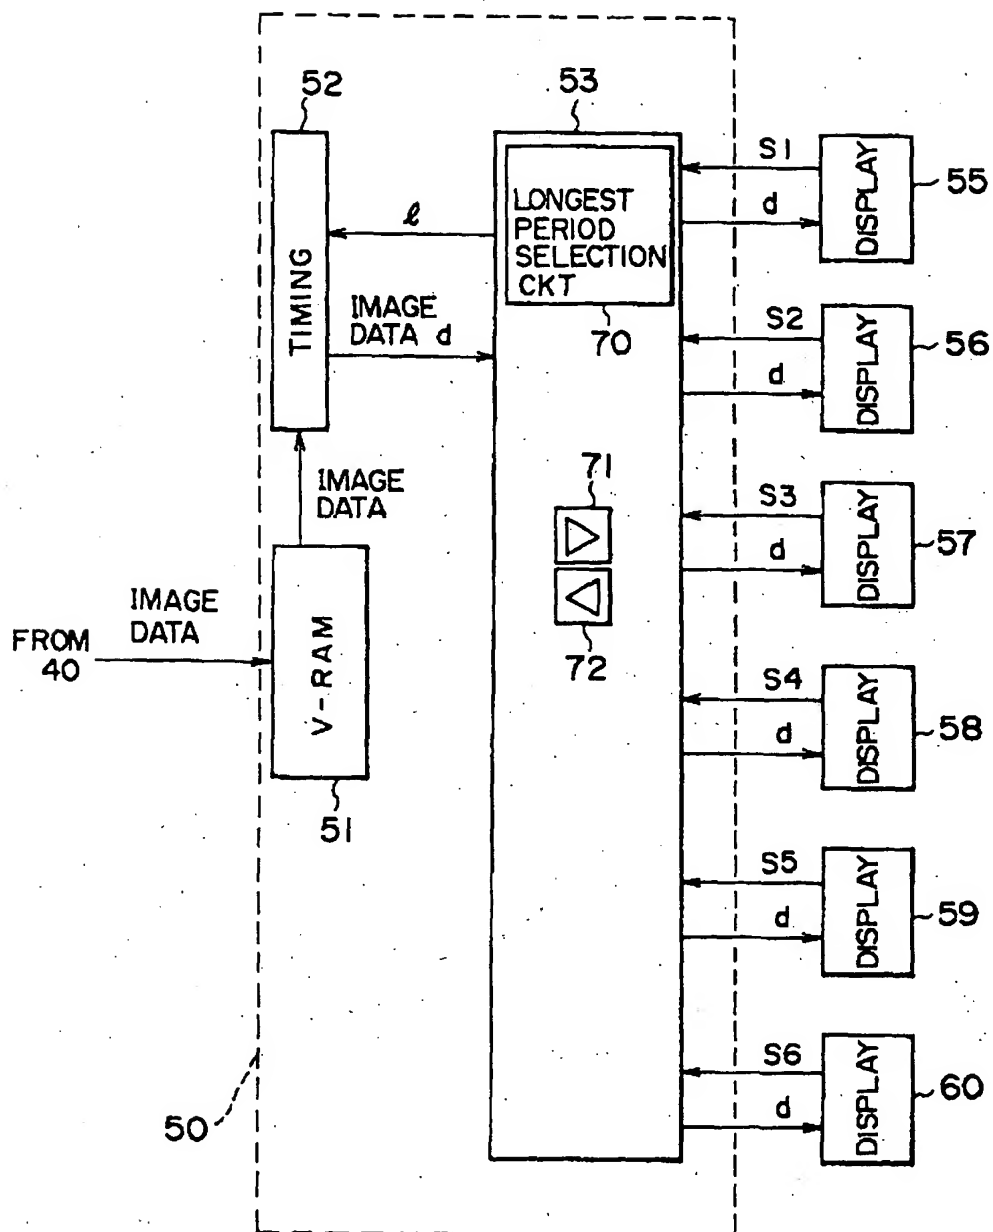 52
53
TIMING
ℓ
IMAGE
DATA d
LONGEST
PERIOD
SELECTION
CKT
70
S1
d
DISPLAY
55
S2
d
DISPLAY
56
IMAGE
DATA
71
72
S3
d
DISPLAY
57
IMAGE
DATA
FROM
40
V-RAM
51
S4
d
DISPLAY
58
S5
d
DISPLAY
59
S6
d
DISPLAY
60
50